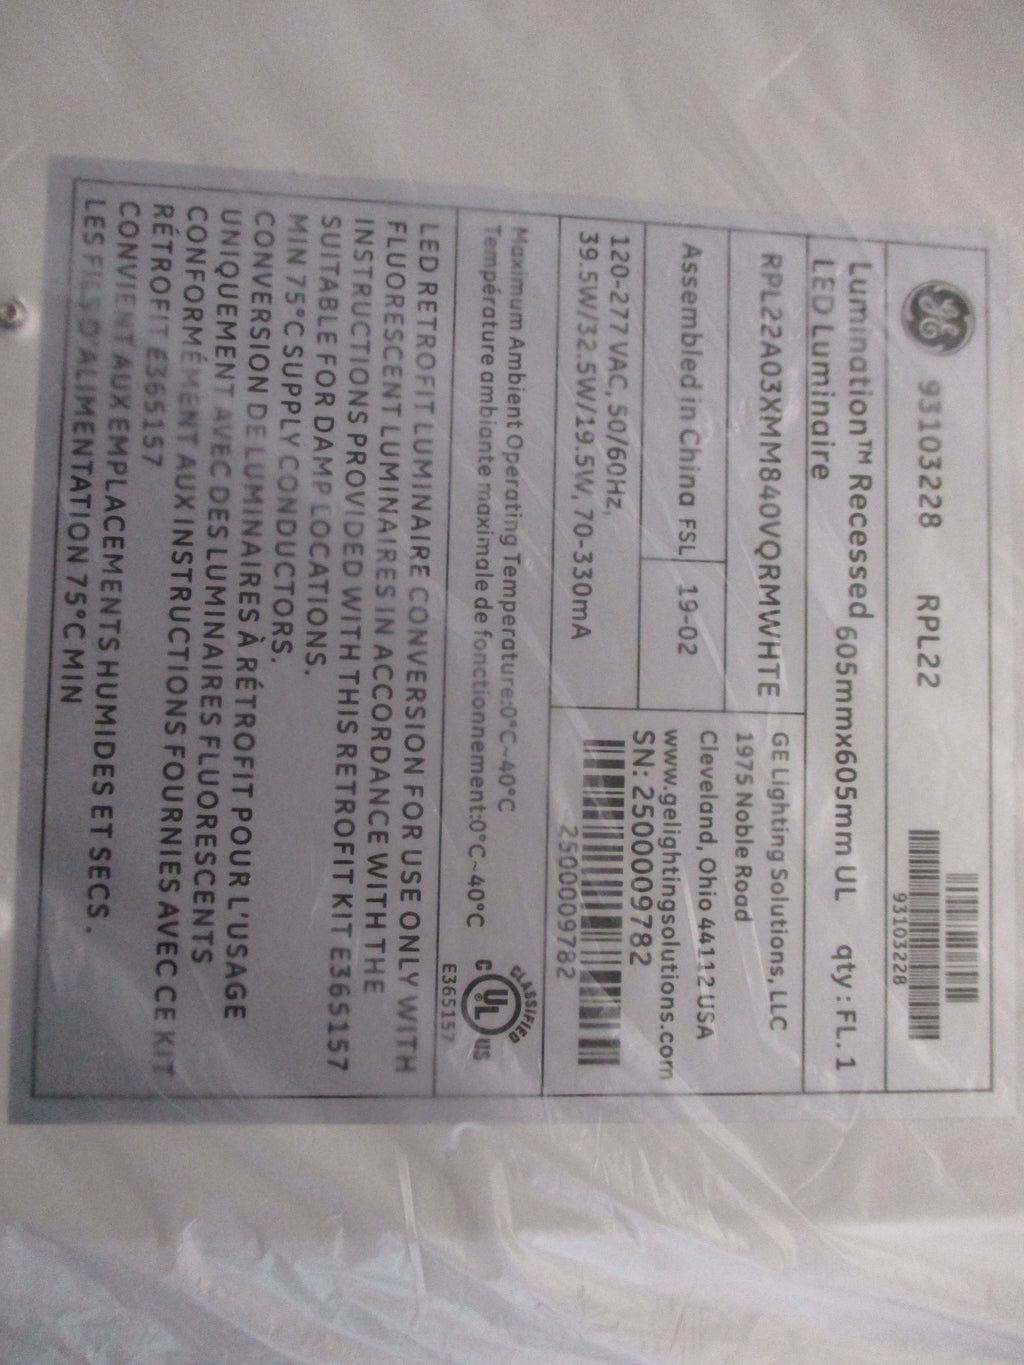 GE 93103228 RPL22
93103228
Lumination™ Recessed 605mmx605mm UL qty : FL. 1
LED Luminaire
RPL22A03XMM840VQRMWHTE
Assembled in China FSL 19-02
120-277 VAC, 50/60Hz,
39.5W/32.5W/19.5W, 70-330mA
GE Lighting Solutions, LLC
1975 Noble Road
Cleveland, Ohio 44112 USA
www.gelightingsolutions.com
SN: 2500009782
2500009782
Maximum Ambient Operating Temperature:0°C~40°C
Température ambiante maximale de fonctionnement:0°C~40°C
CLASSIFIED
C UL ® US
E365157
LED RETROFIT LUMINAIRE CONVERSION FOR USE ONLY WITH
FLUORESCENT LUMINAIRES IN ACCORDANCE WITH THE
INSTRUCTIONS PROVIDED WITH THIS RETROFIT KIT E365157
SUITABLE FOR DAMP LOCATIONS.
MIN 75°C SUPPLY CONDUCTORS.
CONVERSION DE LUMINAIRES À RÉTROFIT POUR L'USAGE
UNIQUEMENT AVEC DES LUMINAIRES FLUORESCENTS
CONFORMÉMENT AUX INSTRUCTIONS FOURNIES AVEC CE KIT
RÉTROFIT E365157
CONVIENT AUX EMPLACEMENTS HUMIDES ET SECS.
LES FILS D'ALIMENTATION 75°C MIN